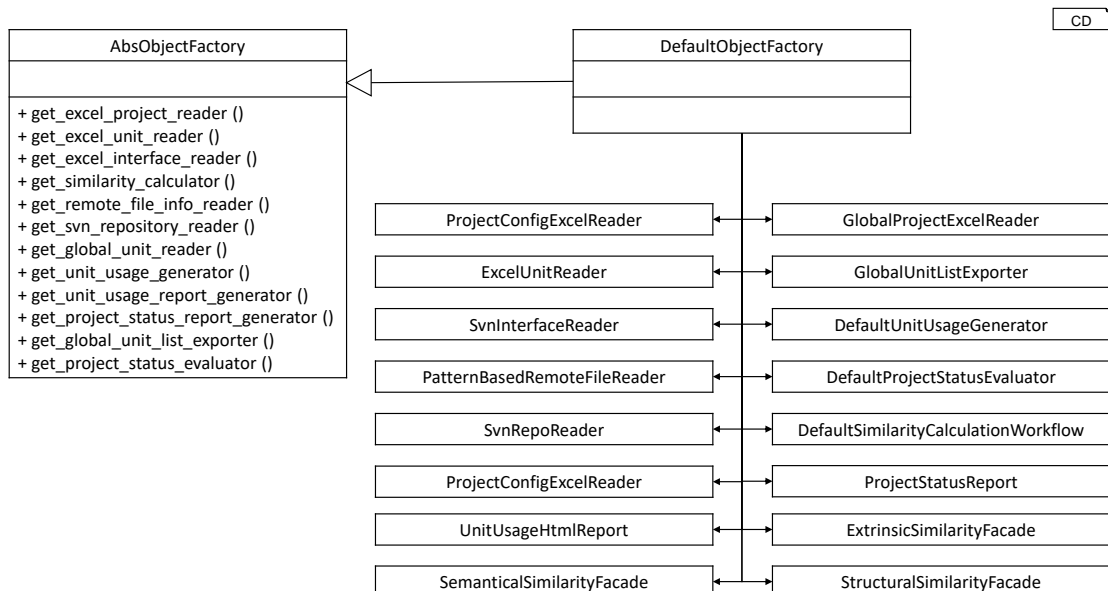 CD
AbsObjectFactory
+ get_excel_project_reader ()
+ get_excel_unit_reader ()
+ get_excel_interface_reader ()
+ get_similarity_calculator ()
+ get_remote_file_info_reader ()
+ get_svn_repository_reader ()
+ get_global_unit_reader ()
+ get_unit_usage_generator ()
+ get_unit_usage_report_generator ()
+ get_project_status_report_generator ()
+ get_global_unit_list_exporter ()
+ get_project_status_evaluator ()
DefaultObjectFactory
ProjectConfigExcelReader
GlobalProjectExcelReader
ExcelUnitReader
GlobalUnitListExporter
SvnInterfaceReader
DefaultUnitUsageGenerator
PatternBasedRemoteFileReader
DefaultProjectStatusEvaluator
SvnRepoReader
DefaultSimilarityCalculationWorkflow
ProjectConfigExcelReader
ProjectStatusReport
UnitUsageHtmlReport
ExtrinsicSimilarityFacade
SemanticalSimilarityFacade
StructuralSimilarityFacade